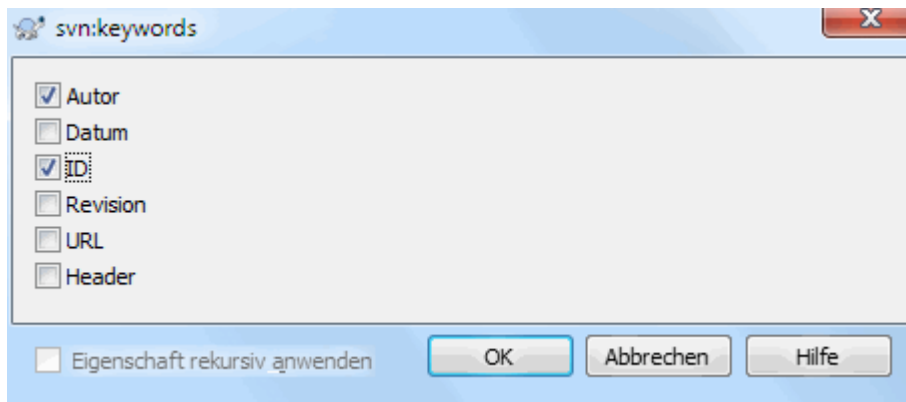 svn:keywords
Autor
Datum
ID
Revision
URL
Header
Eigenschaft rekursiv anwenden OK Abbrechen Hilfe